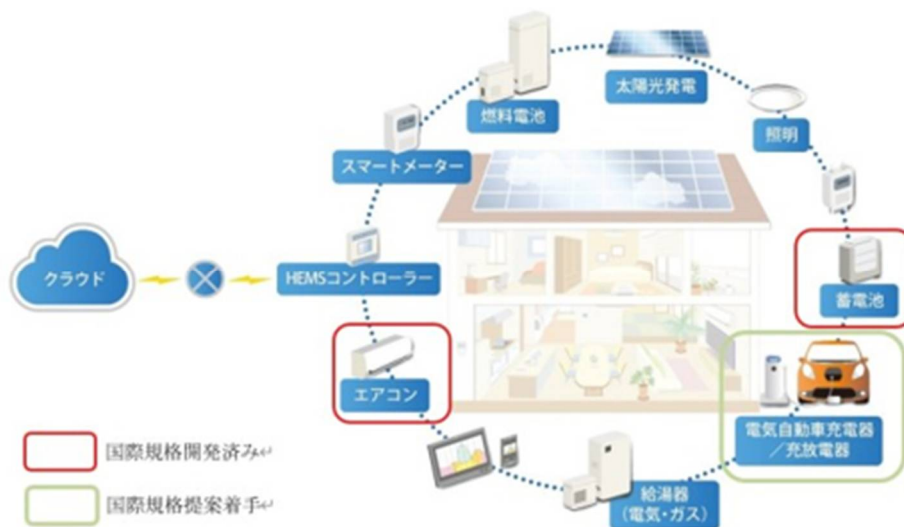 太陽光発電
燃料電池
照明
スマートメーター
クラウド
HEMSコントローラー
蓄電池
エアコン
電気自動車充電器
／充放電器
給湯器
(電気・ガス)
国際規格開発済み↵
国際規格提案着手↵